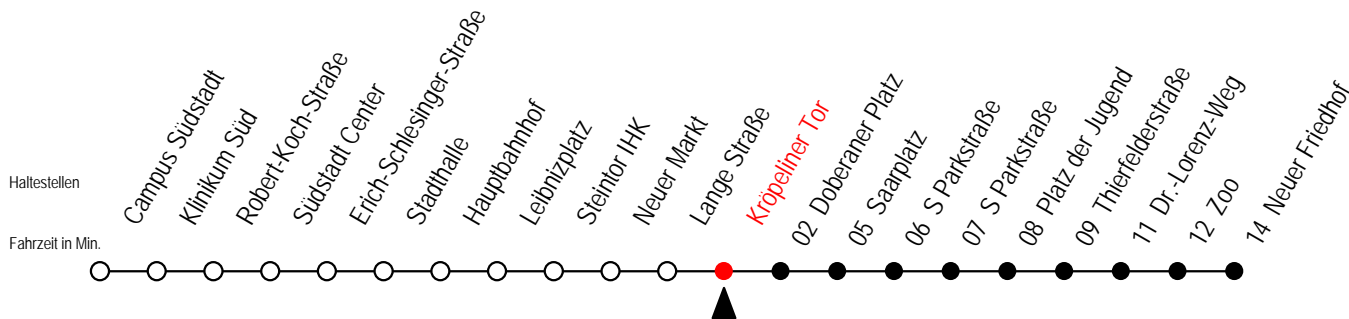 Haltestellen
Fahrzeit in Min.
Campus Südstadt
Klinikum Süd
Robert-Koch-Straße
Südstadt Center
Erich-Schlesinger-Straße
Stadthalle
Hauptbahnhof
Leibnizplatz
Steintor IHK
Neuer Markt
Lange Straße
Kröpeliner Tor
02 Doberaner Platz
05 Saarplatz
06 S Parkstraße
07 S Parkstraße
08 Platz der Jugend
09 Thierfelderstraße
11 Dr.-Lorenz-Weg
12 Zoo
14 Neuer Friedhof